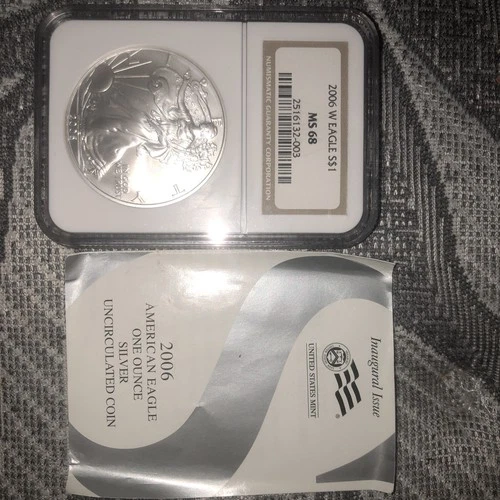 2006 W EAGLE S$1
MS 68
2516132-003
NUMISMATIC GUARANTY CORPORATION
2006
AMERICAN EAGLE
ONE OUNCE
SILVER
UNCIRCULATED COIN
Inaugural Issue
UNITED STATES MINT